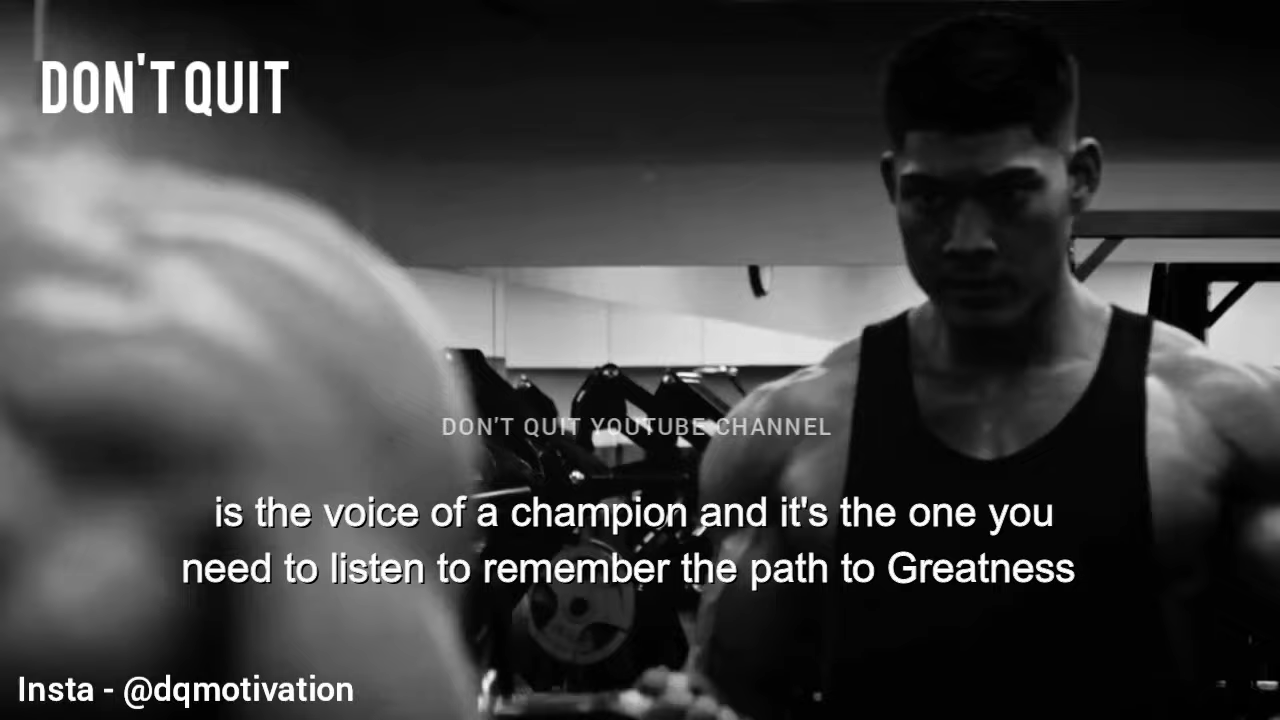 DON'T QUIT
DON'T QUIT YOUTUBE CHANNEL
is the voice of a champion and it's the one you
need to listen to remember the path to Greatness
Insta - @dqmotivation